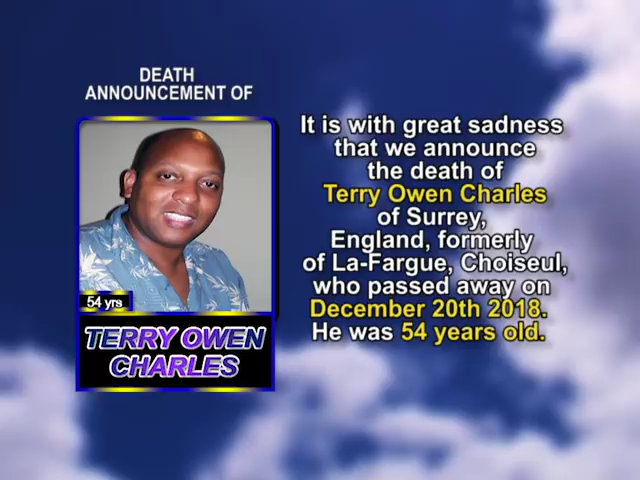 DEATH
ANNOUNCEMENT OF
54 yrs
TERRY OWEN
CHARLES
It is with great sadness
that we announce
the death of
Terry Owen Charles
of Surrey,
England, formerly
of La-Fargue, Choiseul,
who passed away on
December 20th 2018.
He was 54 years old.